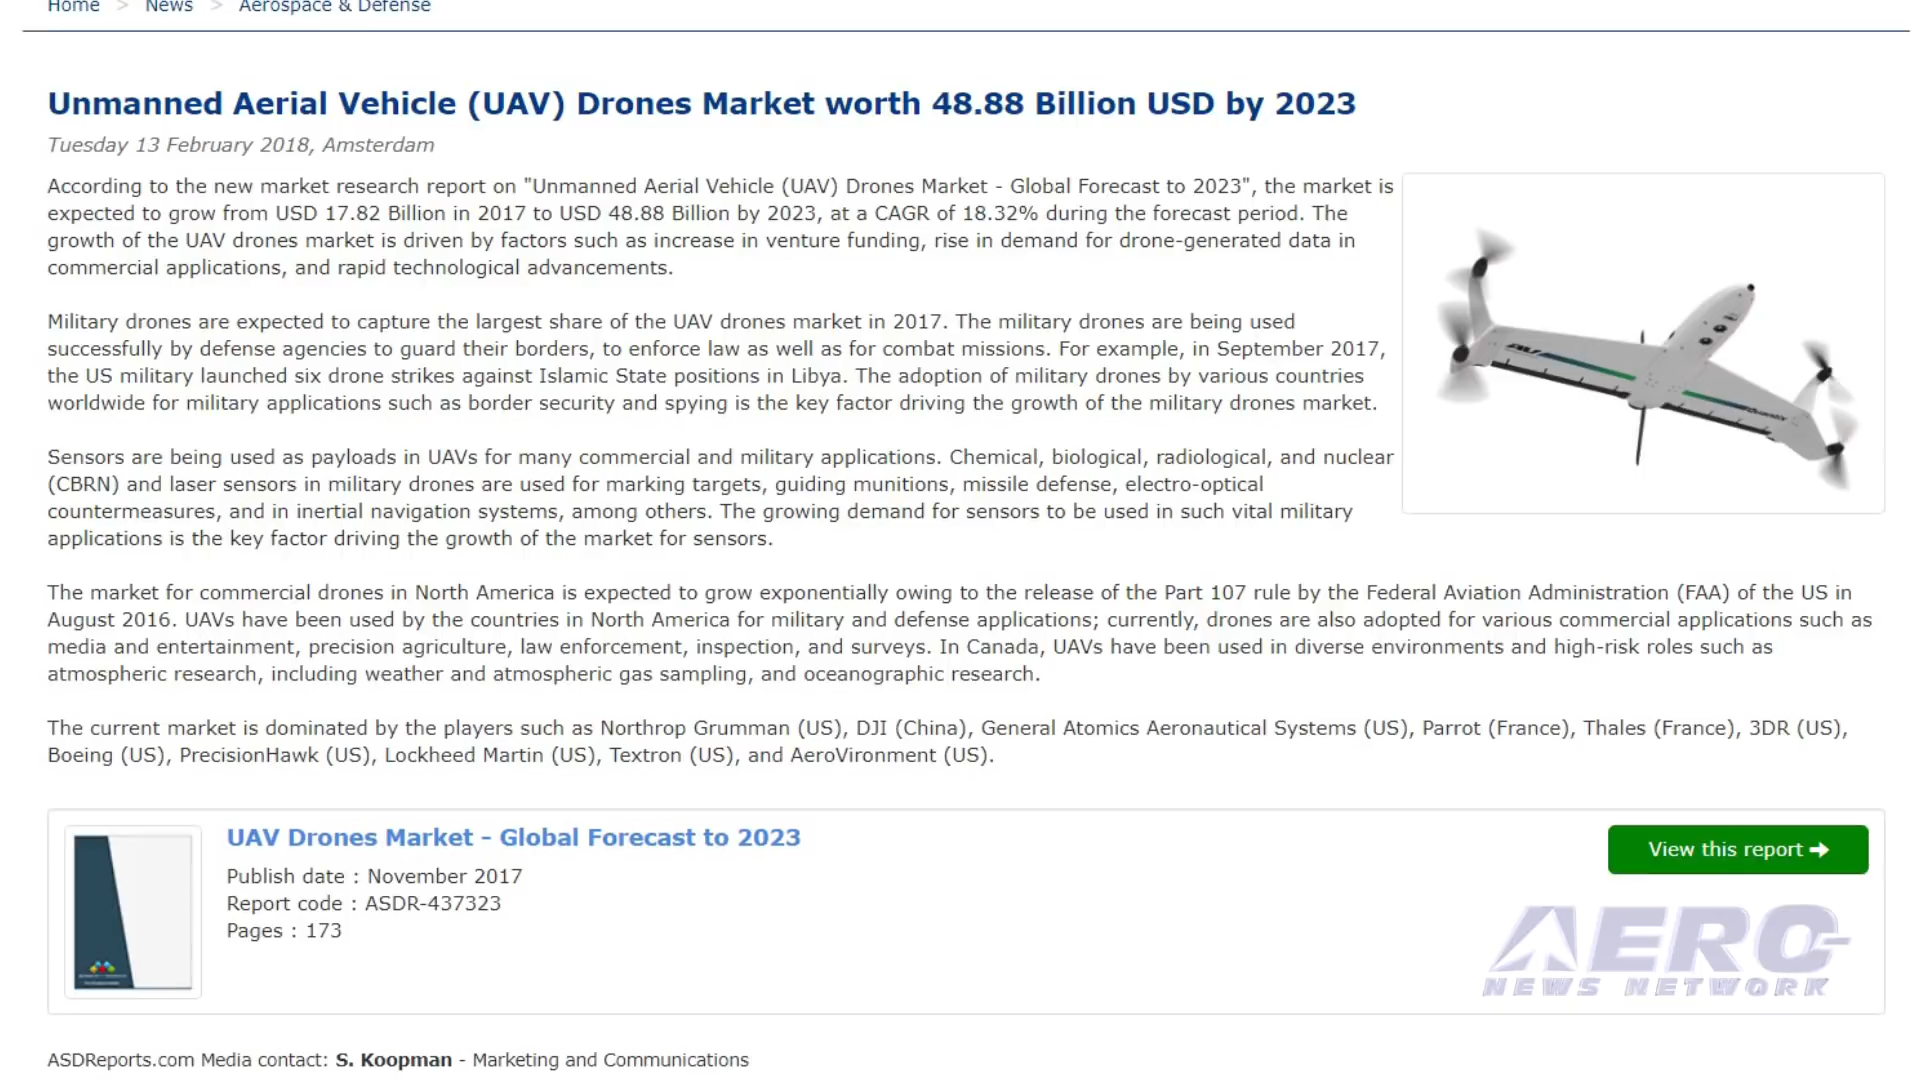 Home > News > Aerospace & Defense
Unmanned Aerial Vehicle (UAV) Drones Market worth 48.88 Billion USD by 2023
Tuesday 13 February 2018, Amsterdam
According to the new market research report on "Unmanned Aerial Vehicle (UAV) Drones Market - Global Forecast to 2023", the market is
expected to grow from USD 17.82 Billion in 2017 to USD 48.88 Billion by 2023, at a CAGR of 18.32% during the forecast period. The
growth of the UAV drones market is driven by factors such as increase in venture funding, rise in demand for drone-generated data in
commercial applications, and rapid technological advancements.
Military drones are expected to capture the largest share of the UAV drones market in 2017. The military drones are being used
successfully by defense agencies to guard their borders, to enforce law as well as for combat missions. For example, in September 2017,
the US military launched six drone strikes against Islamic State positions in Libya. The adoption of military drones by various countries
worldwide for military applications such as border security and spying is the key factor driving the growth of the military drones market.
Sensors are being used as payloads in UAVs for many commercial and military applications. Chemical, biological, radiological, and nuclear
(CBRN) and laser sensors in military drones are used for marking targets, guiding munitions, missile defense, electro-optical
countermeasures, and in inertial navigation systems, among others. The growing demand for sensors to be used in such vital military
applications is the key factor driving the growth of the market for sensors.
The market for commercial drones in North America is expected to grow exponentially owing to the release of the Part 107 rule by the Federal Aviation Administration (FAA) of the US in
August 2016. UAVs have been used by the countries in North America for military and defense applications; currently, drones are also adopted for various commercial applications such as
media and entertainment, precision agriculture, law enforcement, inspection, and surveys. In Canada, UAVs have been used in diverse environments and high-risk roles such as
atmospheric research, including weather and atmospheric gas sampling, and oceanographic research.
The current market is dominated by the players such as Northrop Grumman (US), DJI (China), General Atomics Aeronautical Systems (US), Parrot (France), Thales (France), 3DR (US),
Boeing (US), PrecisionHawk (US), Lockheed Martin (US), Textron (US), and AeroVironment (US).
UAV Drones Market - Global Forecast to 2023
View this report
Publish date : November 2017
Report code : ASDR-437323
Pages : 173
AERO
NEWS NETWORK
ASDReports.com Media contact: S. Koopman - Marketing and Communications